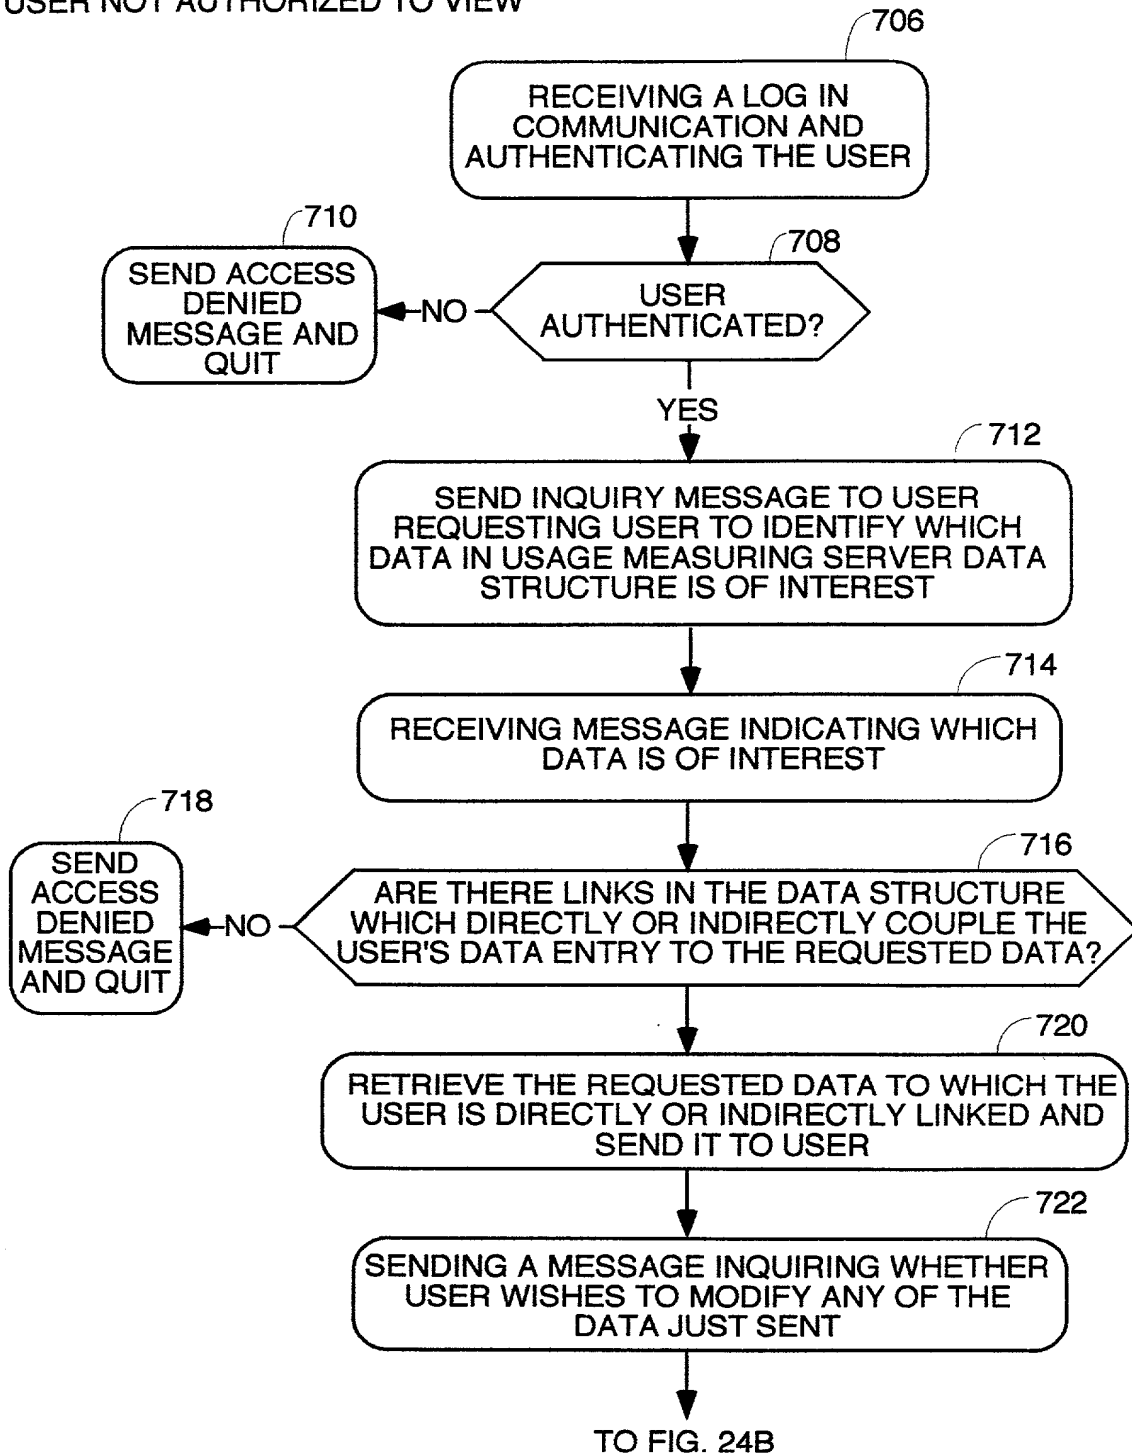 USER NOT AUTHORIZED TO VIEW
706
RECEIVING A LOG IN
COMMUNICATION AND
AUTHENTICATING THE USER
710
SEND ACCESS
DENIED
MESSAGE AND
QUIT
NO
708
USER
AUTHENTICATED?
YES
712
SEND INQUIRY MESSAGE TO USER
REQUESTING USER TO IDENTIFY WHICH
DATA IN USAGE MEASURING SERVER DATA
STRUCTURE IS OF INTEREST
714
RECEIVING MESSAGE INDICATING WHICH
DATA IS OF INTEREST
718
SEND
ACCESS
DENIED
MESSAGE
AND QUIT
NO
716
ARE THERE LINKS IN THE DATA STRUCTURE
WHICH DIRECTLY OR INDIRECTLY COUPLE THE
USER'S DATA ENTRY TO THE REQUESTED DATA?
720
RETRIEVE THE REQUESTED DATA TO WHICH THE
USER IS DIRECTLY OR INDIRECTLY LINKED AND
SEND IT TO USER
722
SENDING A MESSAGE INQUIRING WHETHER
USER WISHES TO MODIFY ANY OF THE
DATA JUST SENT
TO FIG. 24B